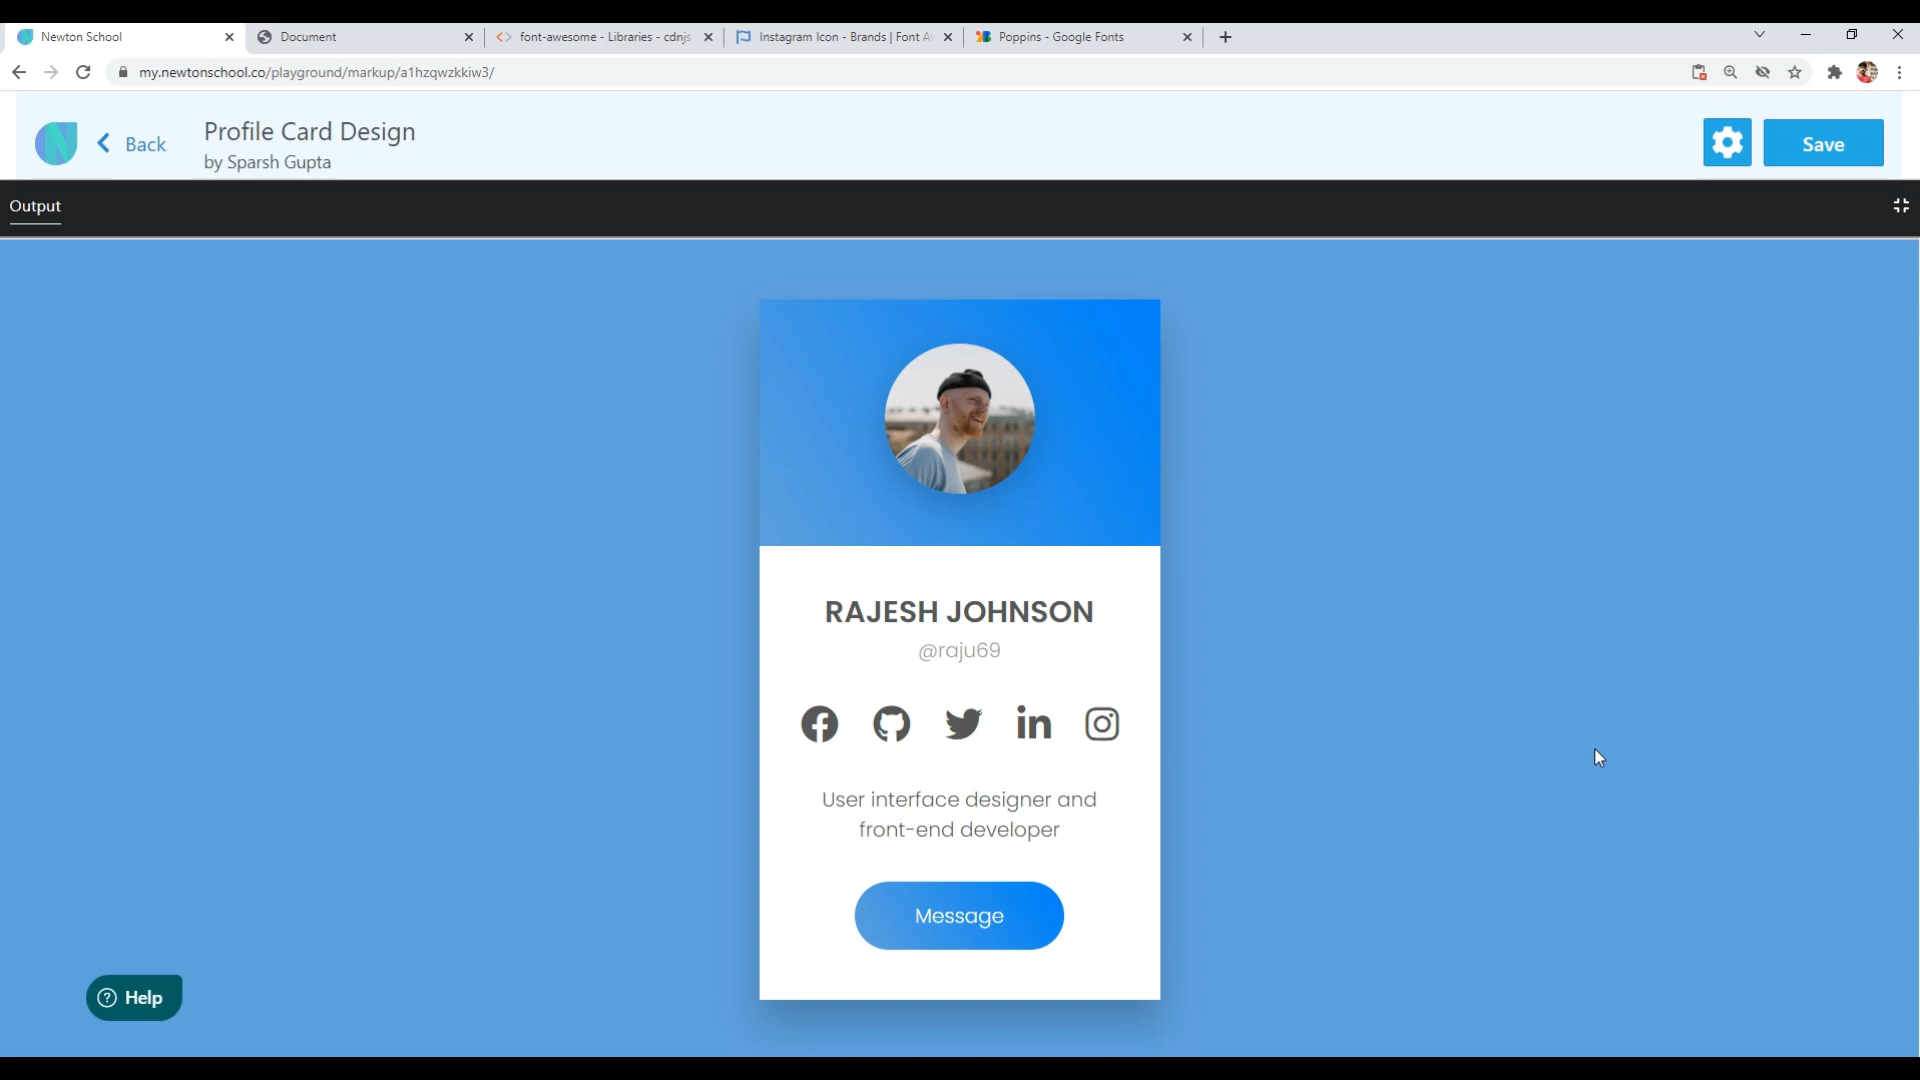 Newton School
Document
font-awesome - Libraries - cdnjs
Instagram Icon - Brands | Font A
Poppins - Google Fonts
my.newtonschool.co/playground/markup/a1hzqwzkkiw3/
Back
Profile Card Design
by Sparsh Gupta
Save
Output
RAJESH JOHNSON
@raju69
User interface designer and
front-end developer
Message
Help